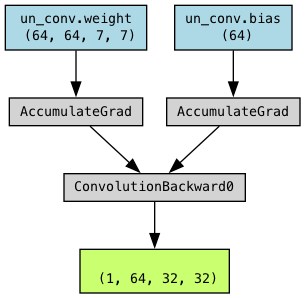 un_conv.weight
(64, 64, 7, 7)
un_conv.bias
(64)
AccumulateGrad
AccumulateGrad
ConvolutionBackward0
(1, 64, 32, 32)